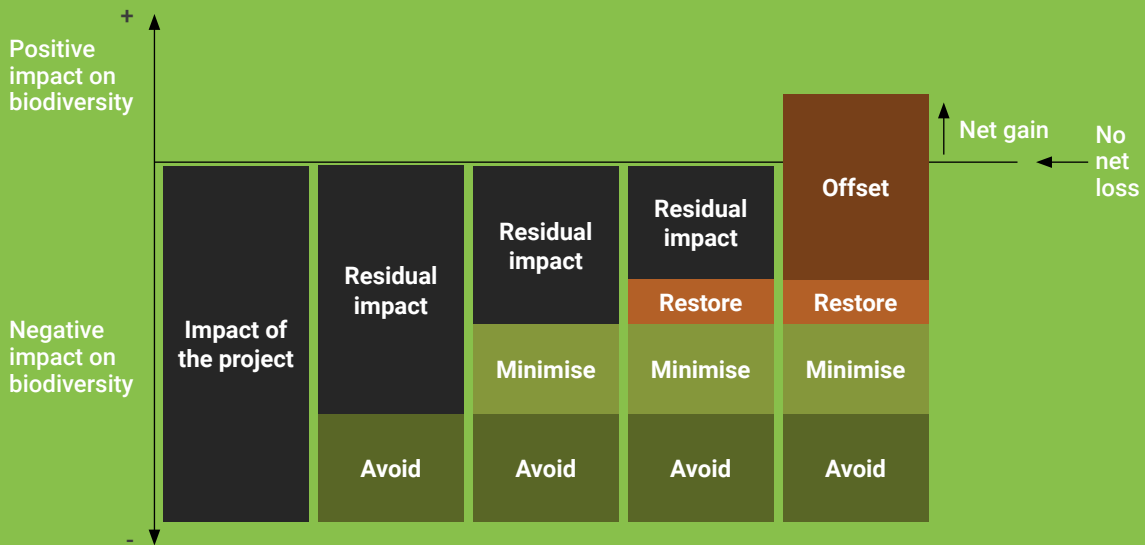 +
Positive
impact on
biodiversity
Net gain
No
net
loss
Offset
Residual
impact
Residual
impact
Residual
impact
Restore
Restore
Negative
impact on
biodiversity
Impact of
the project
Minimise
Minimise
Minimise
Avoid
Avoid
Avoid
Avoid
-